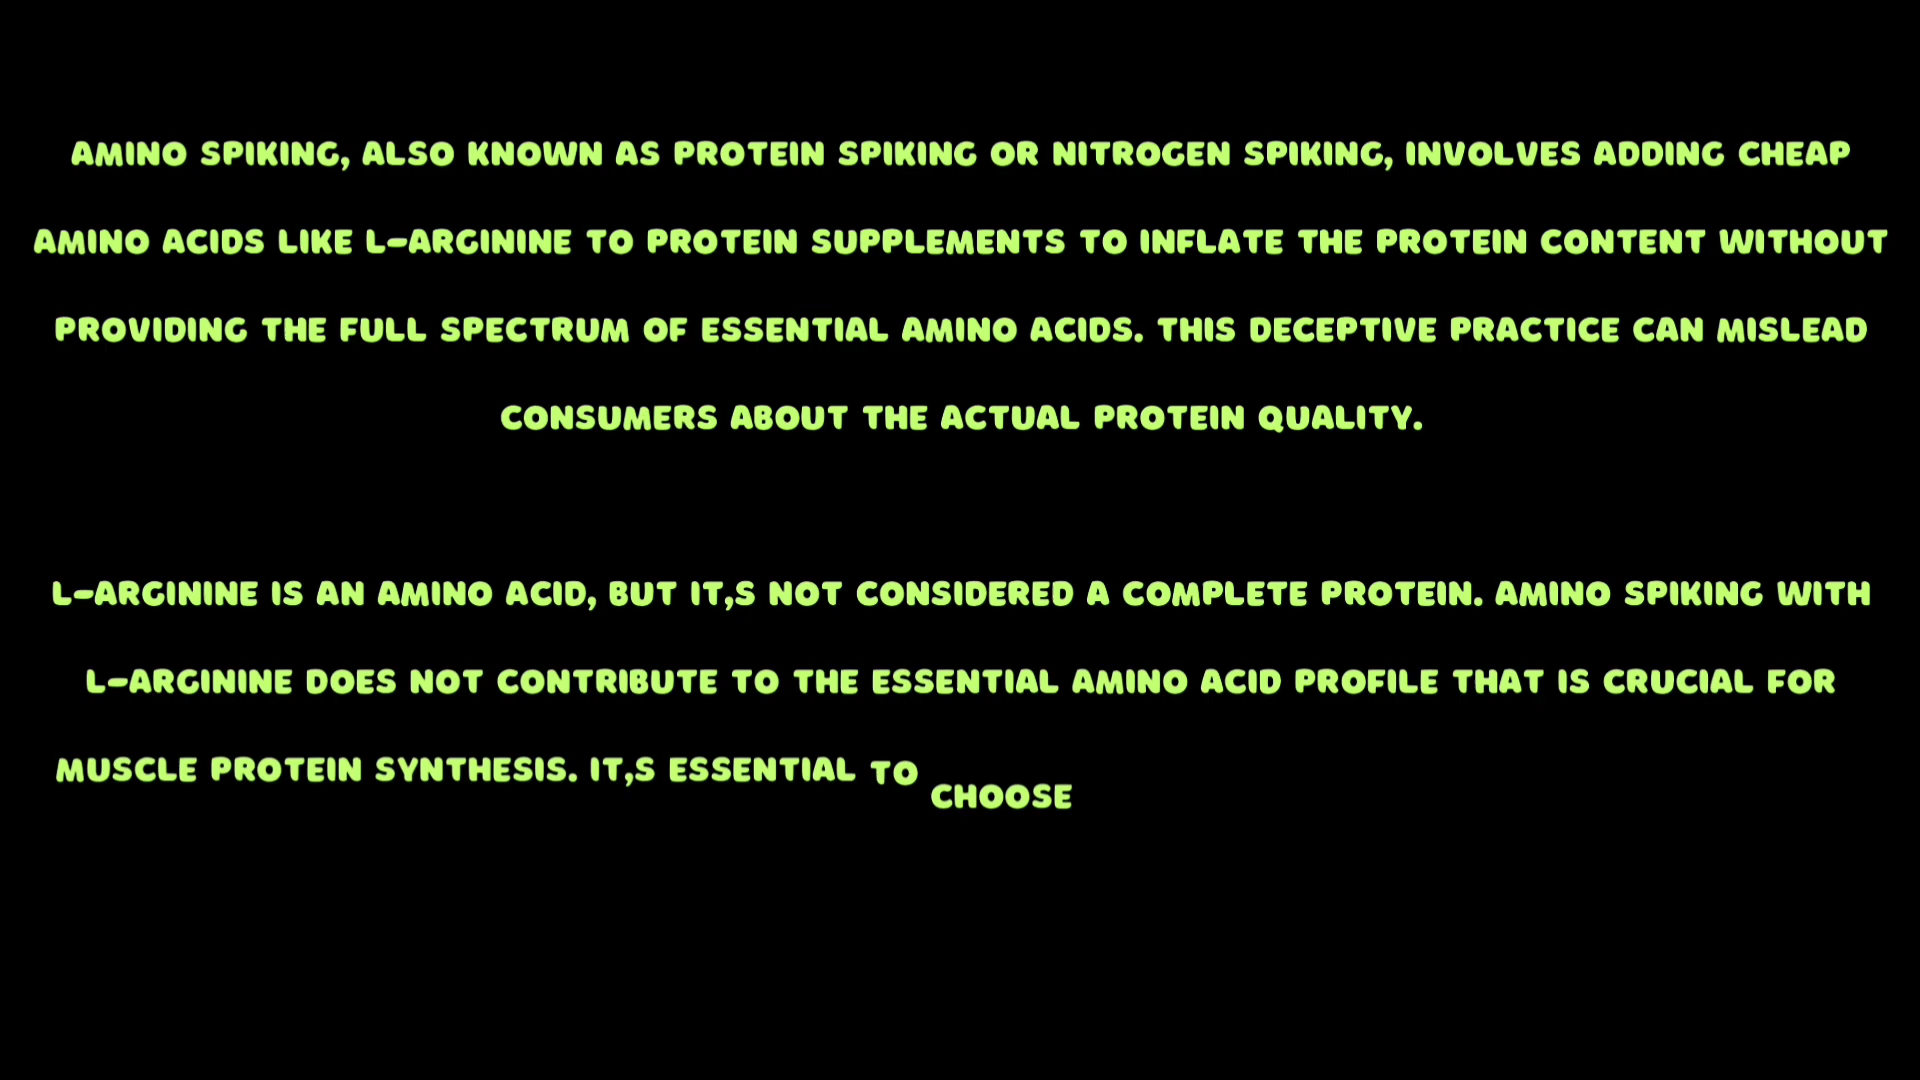 AMINO SPIKING, ALSO KNOWN AS PROTEIN SPIKING OR NITROGEN SPIKING, INVOLVES ADDING CHEAP
AMINO ACIDS LIKE L-ARGININE TO PROTEIN SUPPLEMENTS TO INFLATE THE PROTEIN CONTENT WITHOUT
PROVIDING THE FULL SPECTRUM OF ESSENTIAL AMINO ACIDS. THIS DECEPTIVE PRACTICE CAN MISLEAD
CONSUMERS ABOUT THE ACTUAL PROTEIN QUALITY.
L-ARGININE IS AN AMINO ACID, BUT IT,S NOT CONSIDERED A COMPLETE PROTEIN. AMINO SPIKING WITH
L-ARGININE DOES NOT CONTRIBUTE TO THE ESSENTIAL AMINO ACID PROFILE THAT IS CRUCIAL FOR
MUSCLE PROTEIN SYNTHESIS. IT,S ESSENTIAL TO CHOOSE